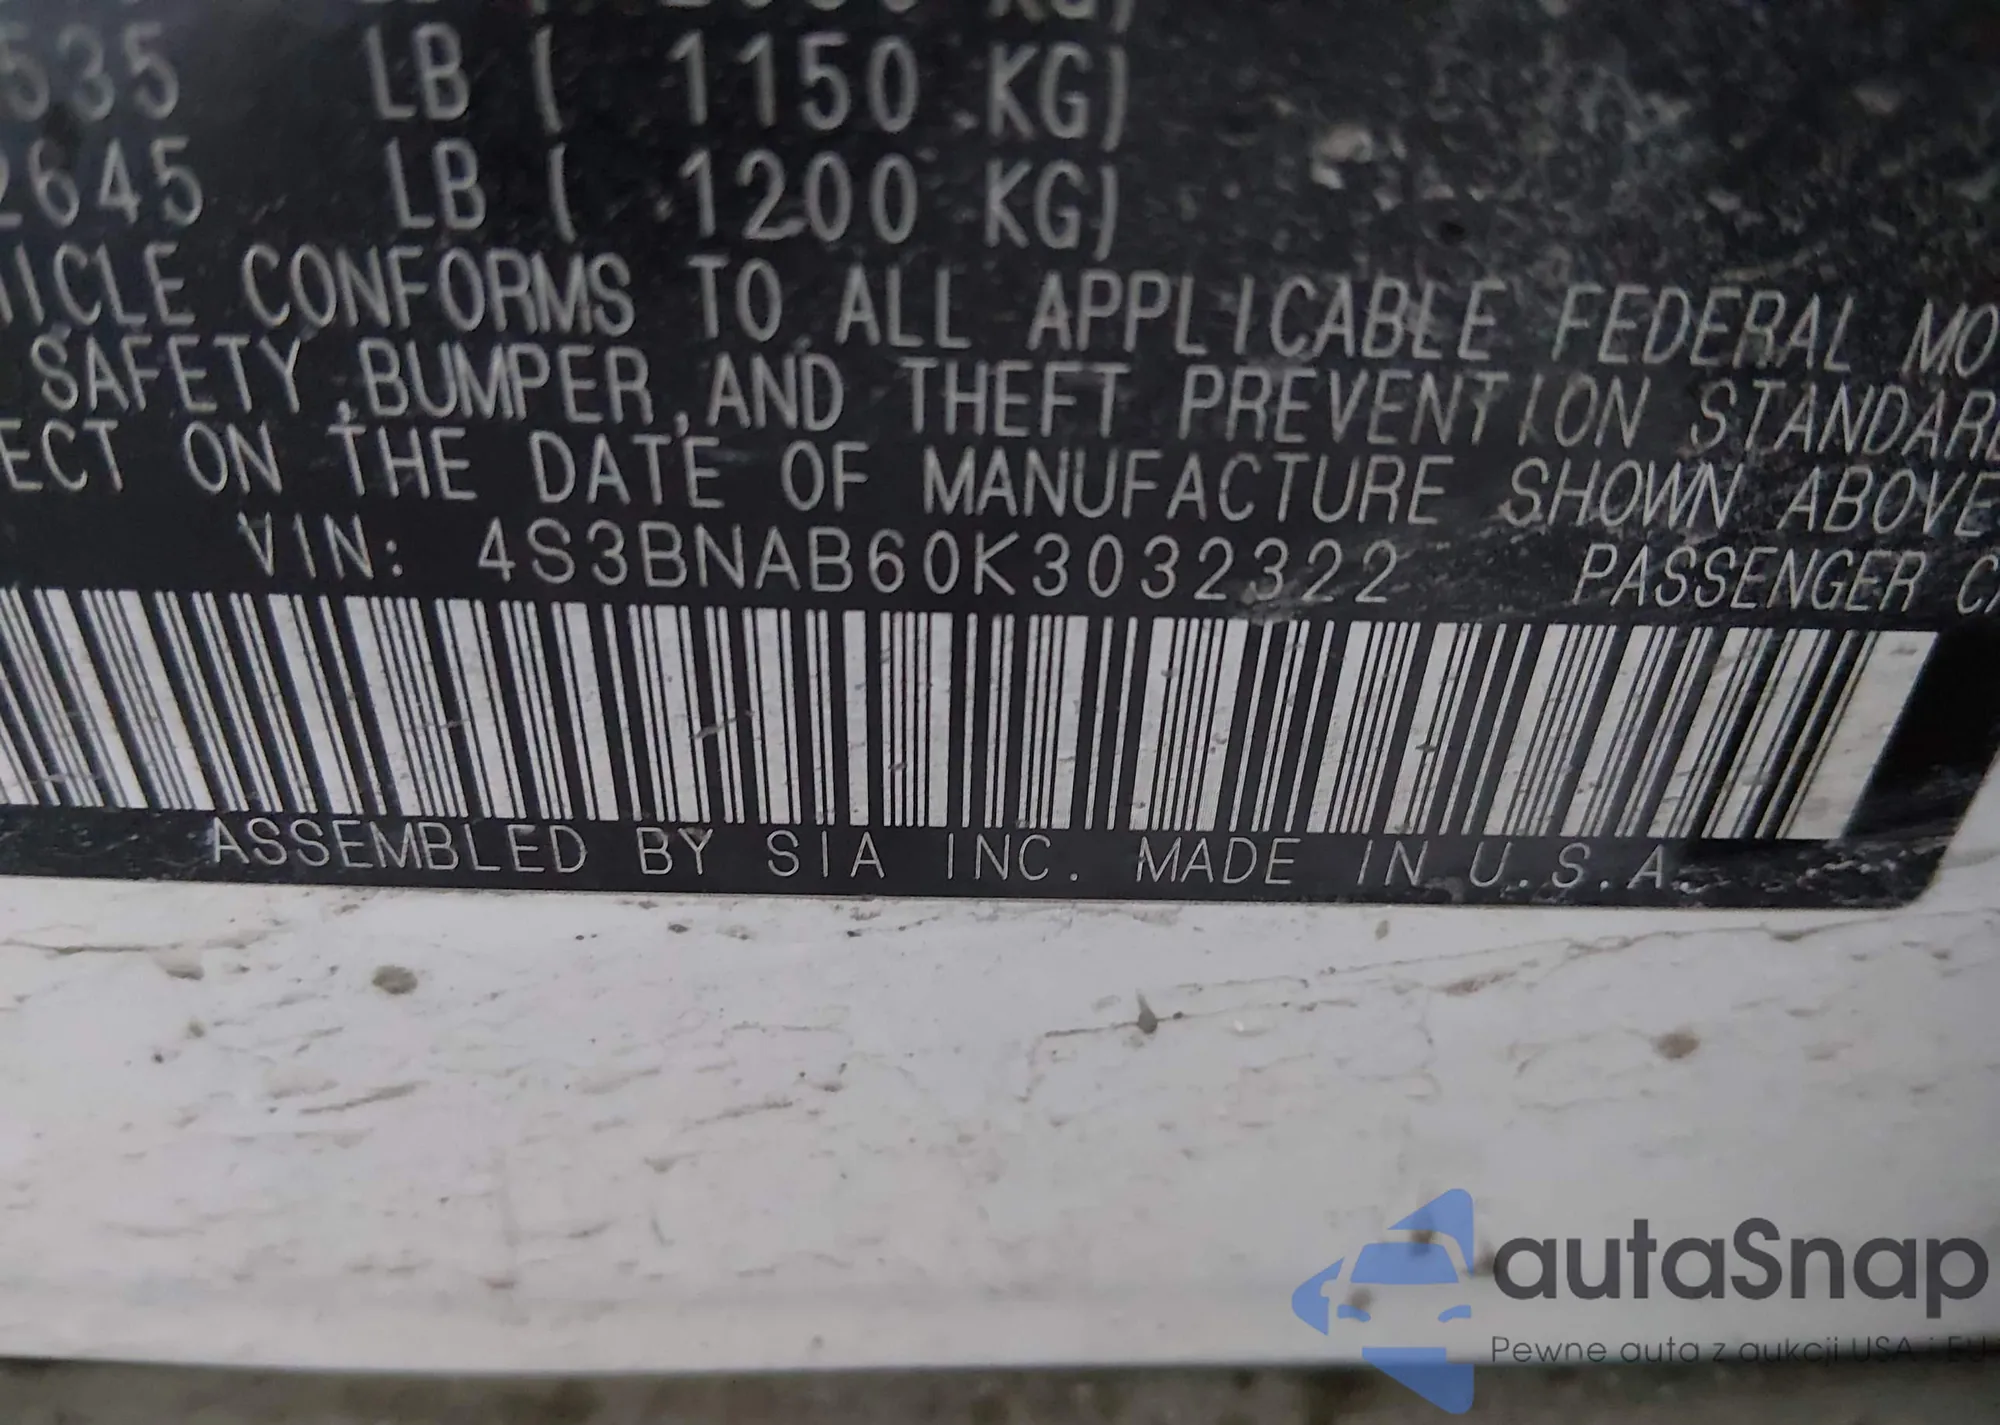 535 LB ( 1150 KG)
2645 LB ( 1200 KG)
ICLE CONFORMS TO ALL APPLICABLE FEDERAL MO
SAFETY, BUMPER, AND THEFT PREVENTION STANDARD
ECT ON THE DATE OF MANUFACTURE SHOWN ABOVE
VIN: 4S3BNAB60K3032322 PASSENGER CA
ASSEMBLED BY SIA INC. MADE IN U.S.A.
autaSnap
Pewne auta z aukcji USA i EU